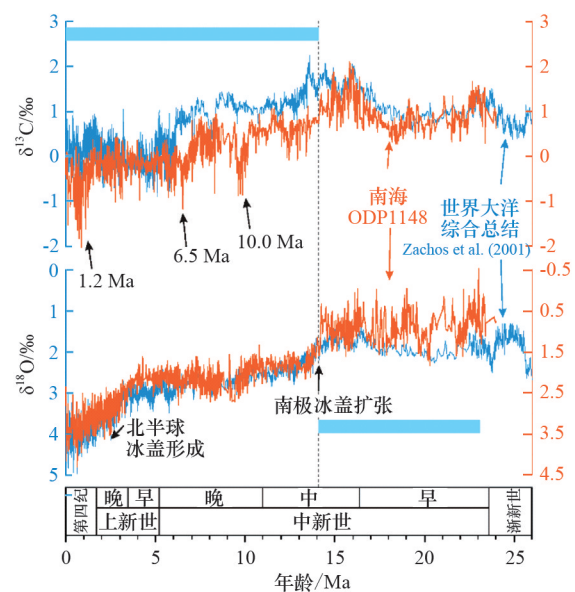 3
2
1
0
-1
-2
δ¹³C/‰
3
2
1
0
-1
-2
δ¹³C/‰
1.2 Ma
6.5 Ma
10.0 Ma
南海
ODP1148
世界大洋
综合总结
Zachos et al. (2001)
0
1
2
3
4
5
δ¹⁸O/‰
-0.5
0.5
1.5
2.5
3.5
4.5
δ¹⁸O/‰
北半球
冰盖形成
南极冰盖扩张
第四纪
晚 早 晚 中 早
上新世 中新世
渐新世
0 5 10 15 20 25
年龄/Ma